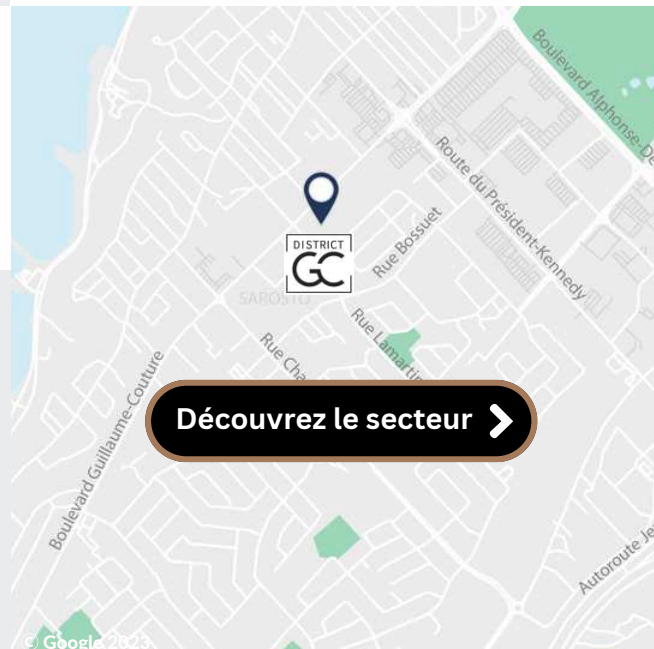 Boulevard Alphonse-De
Route du Président-Kennedy
DISTRICT
GC
Rue Bossuet
SAROSTO
Rue Lamartin
Rue Cha
Découvrez le secteur
Boulevard Guillaume-Couture
Autoroute Je
© Google 2023